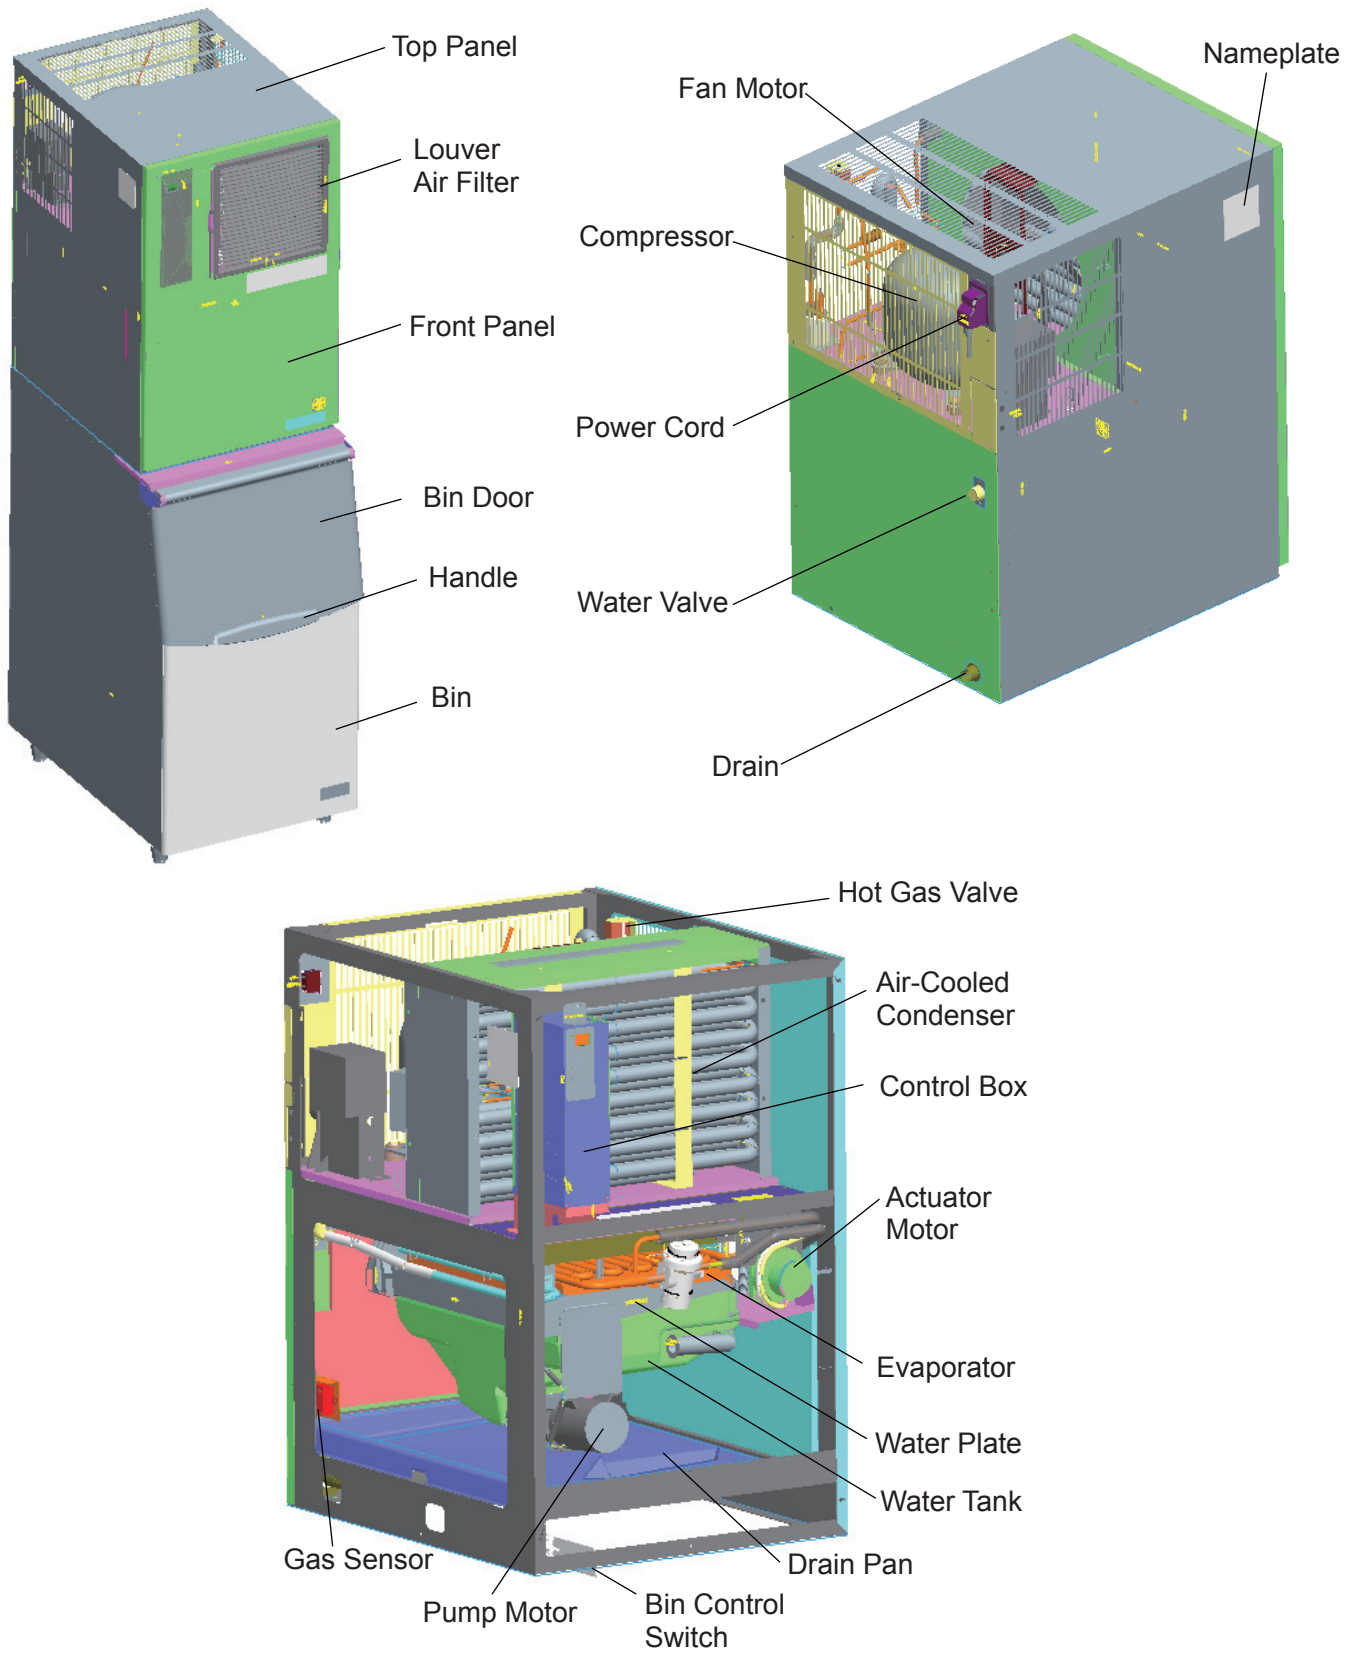 Top Panel
Louver
Air Filter
Front Panel
Bin Door
Handle
Bin
Nameplate
Fan Motor
Compressor
Power Cord
Water Valve
Drain
Hot Gas Valve
Air-Cooled
Condenser
Control Box
Actuator
Motor
Evaporator
Water Plate
Water Tank
Drain Pan
Gas Sensor
Pump Motor
Bin Control
Switch